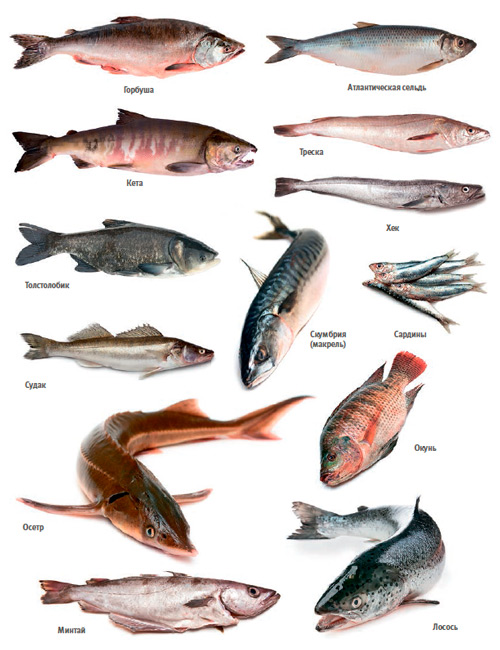 Горбуша
Атлантическая сельдь
Треска
Кета
Хек
Толстолобик
Скумбрия
(макрель)
Сардины
Судак
Окунь
Осетр
Минтай
Лосось